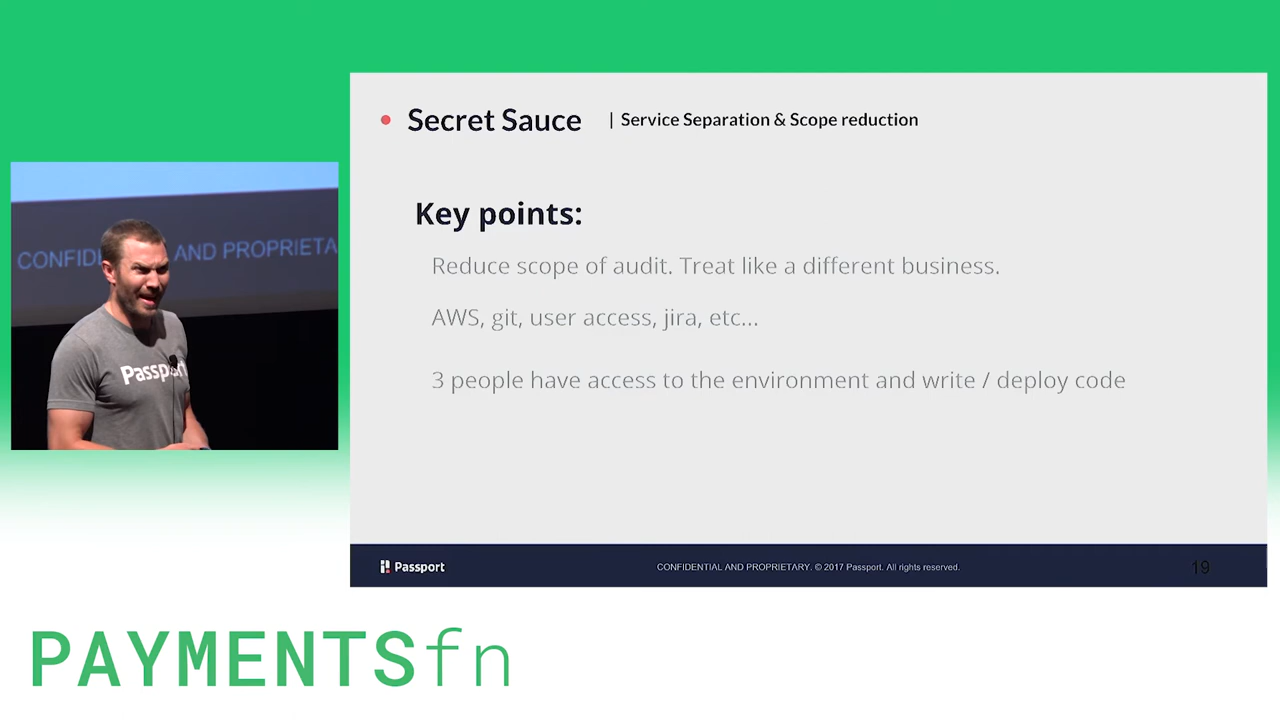 Secret Sauce | Service Separation & Scope reduction
Key points:
Reduce scope of audit. Treat like a different business.
AWS, git, user access, jira, etc...
3 people have access to the environment and write / deploy code
CONFIDE AND PROPRIETA
Passport
Passport CONFIDENTIAL AND PROPRIETARY. © 2017 Passport. All rights reserved. 19
PAYMENTSfn